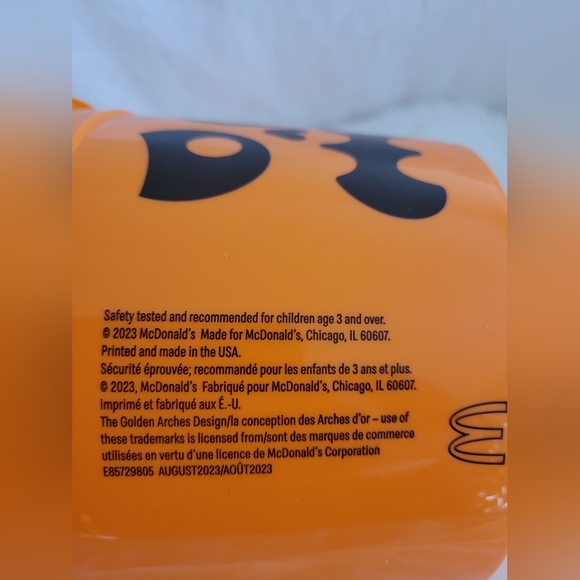 Safety tested and recommended for children age 3 and over.
© 2023 McDonald's Made for McDonald's, Chicago, IL 60607.
Printed and made in the USA.
Sécurité éprouvée; recommandé pour les enfants de 3 ans et plus.
© 2023, McDonald's Fabriqué pour McDonald's, Chicago, IL 60607.
Imprimé et fabriqué aux É.-U.
The Golden Arches Design/la conception des Arches d'or – use of
these trademarks is licensed from/sont des marques de commerce
utilisées en vertu d'une licence de McDonald's Corporation
E85729805 AUGUST2023/AOÛT2023